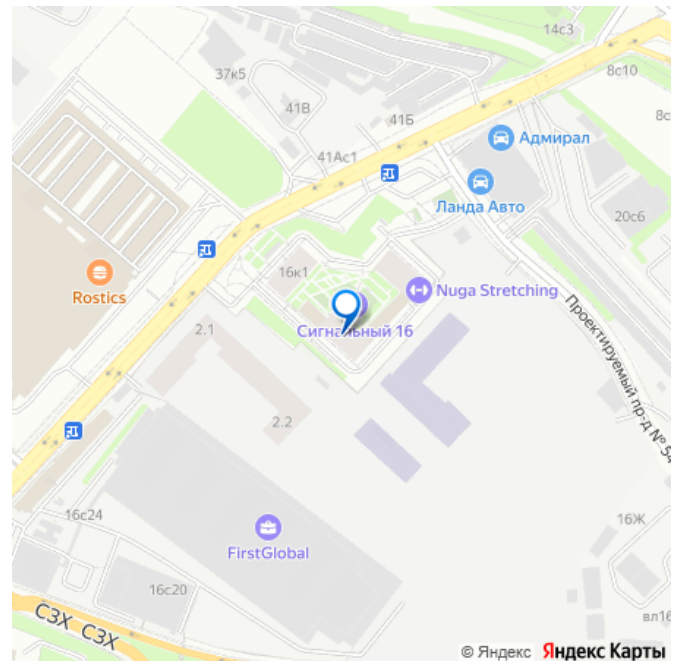 14с3
37к5
8с10
41В
41Б
8с
Адмирал
41Ас1
Ланда Авто
20с6
16к1
Rostics
Nuga Stretching
Сигнальный 16
2.1
Проектируемый пр-д № 54
2.2
16с24
16Ж
FirstGlobal
16с20
СЗХ СЗХ
вл16
© Яндекс Яндекс Карты